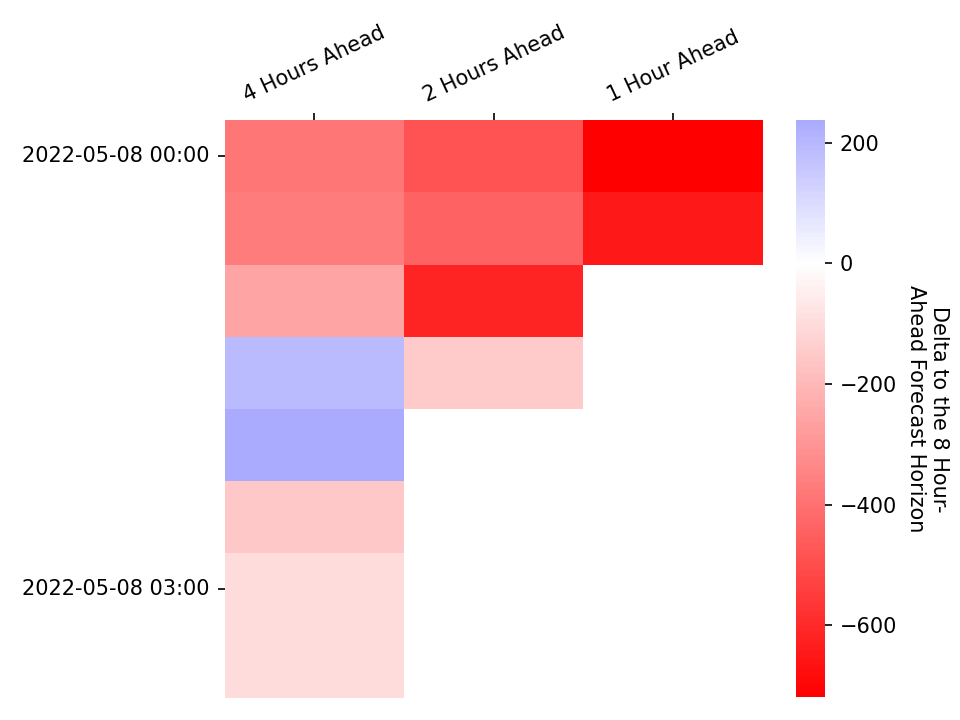 4 Hours Ahead
2 Hours Ahead
1 Hour Ahead
2022-05-08 00:00
2022-05-08 03:00
200
0
−200
−400
−600
Delta to the 8 Hour-
Ahead Forecast Horizon